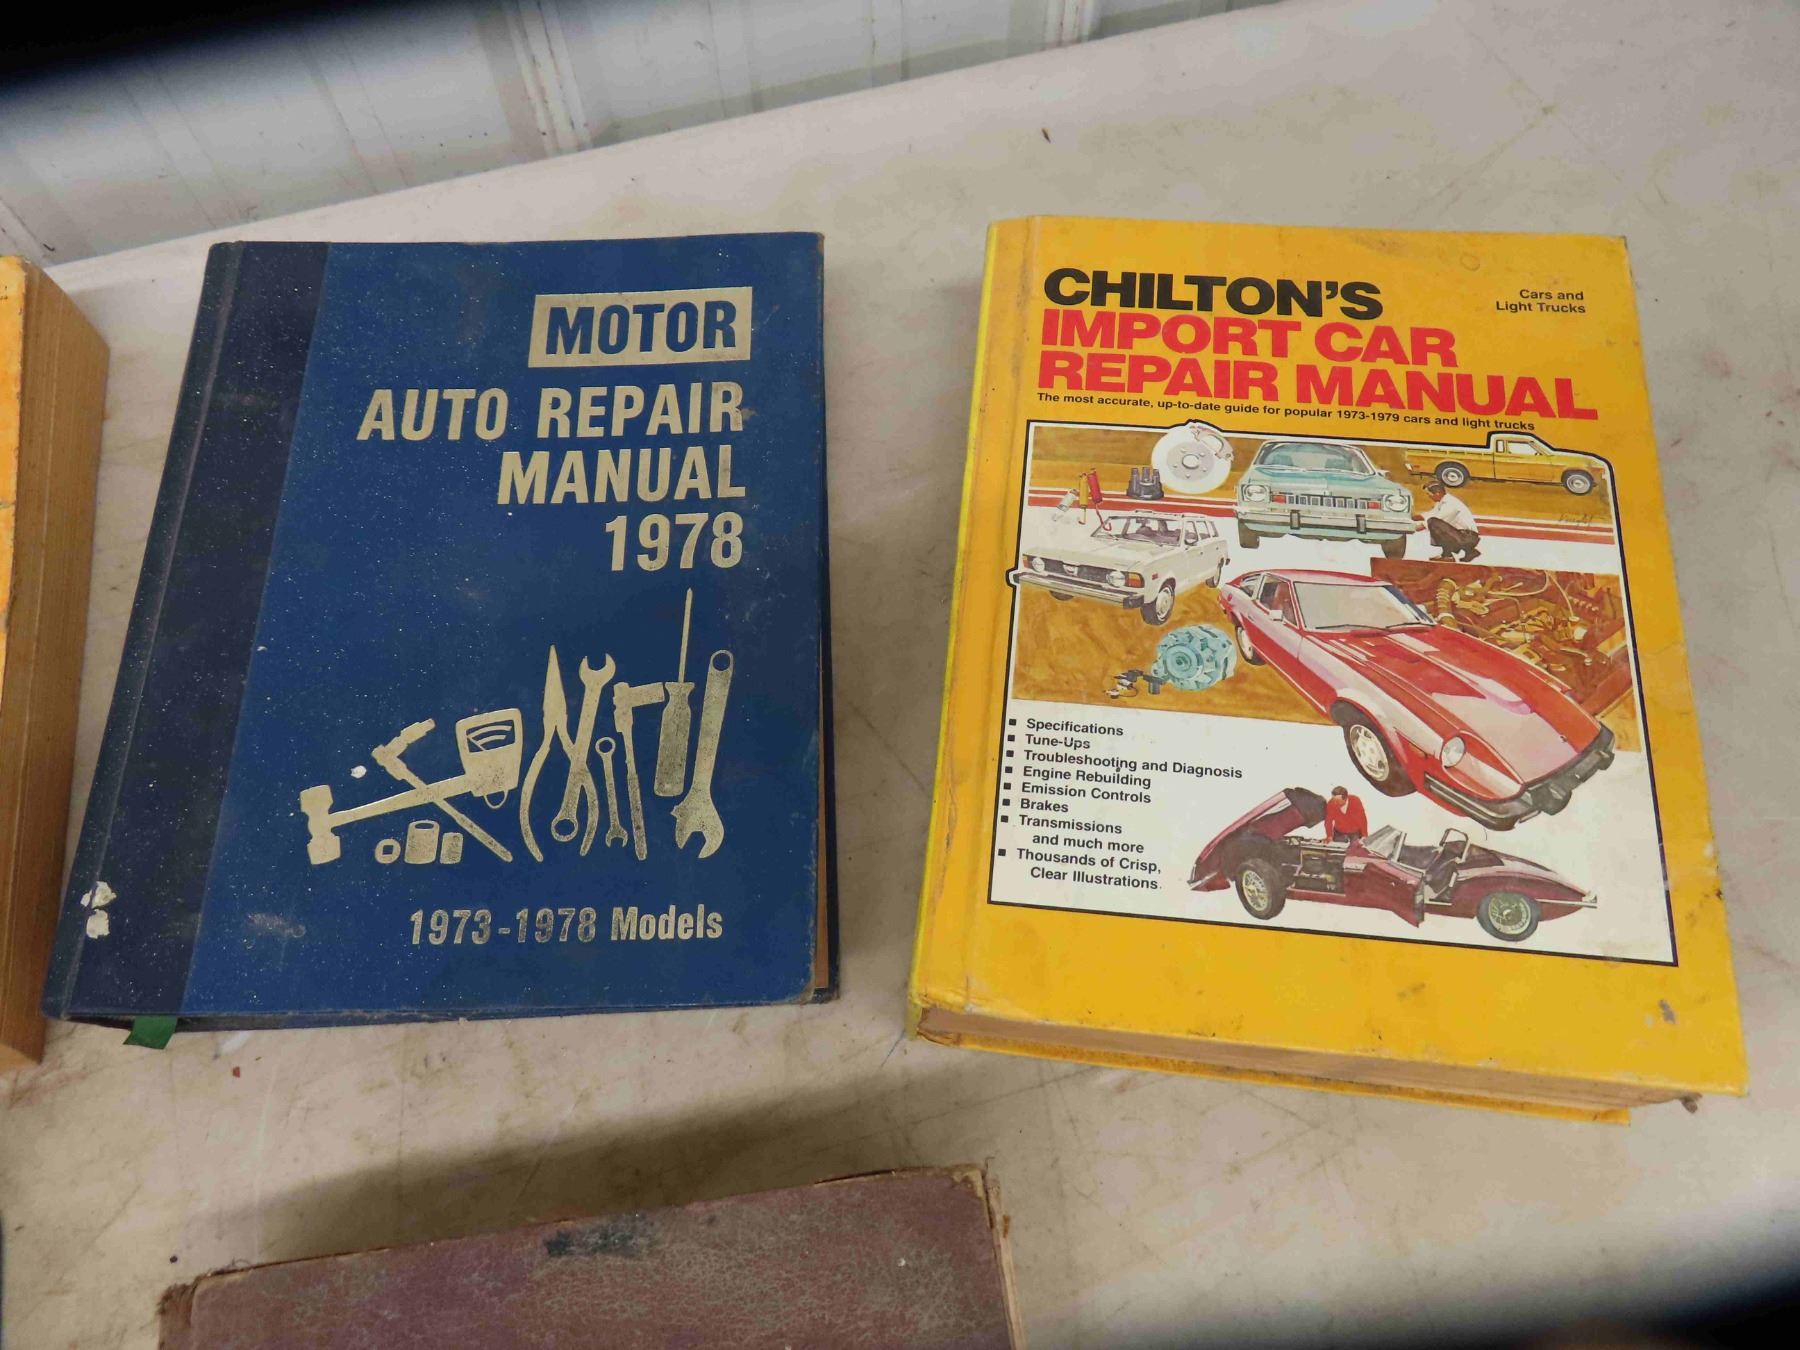 MOTOR
AUTO REPAIR
MANUAL
1978
1973-1978 Models
CHILTON'S
IMPORT CAR
REPAIR MANUAL
Cars and
Light Trucks
The most accurate, up-to-date guide for popular 1973-1979 cars and light trucks
■ Specifications
■ Tune-Ups
■ Troubleshooting and Diagnosis
■ Engine Rebuilding
■ Emission Controls
■ Brakes
■ Transmissions
and much more
■ Thousands of Crisp,
Clear Illustrations.